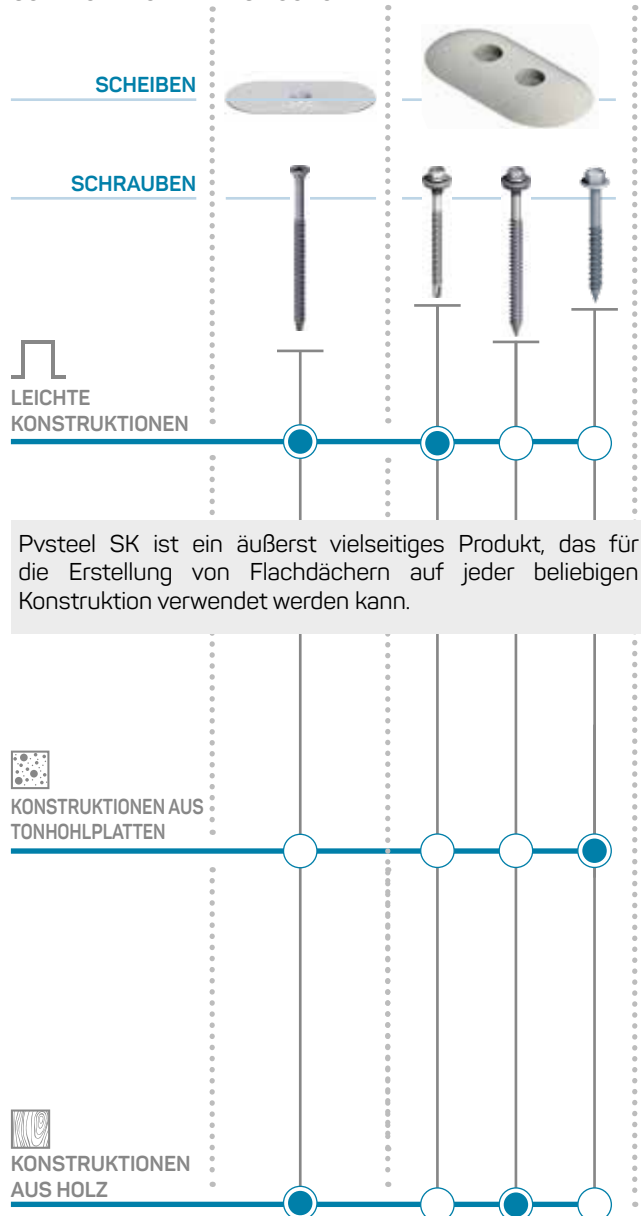 SCHEIBEN
SCHRAUBEN
LEICHTE
KONSTRUKTIONEN
Pvsteel SK ist ein äußerst vielseitiges Produkt, das für
die Erstellung von Flachdächern auf jeder beliebigen
Konstruktion verwendet werden kann.
KONSTRUKTIONEN AUS
TONHOHLPLATTEN
KONSTRUKTIONEN
AUS HOLZ